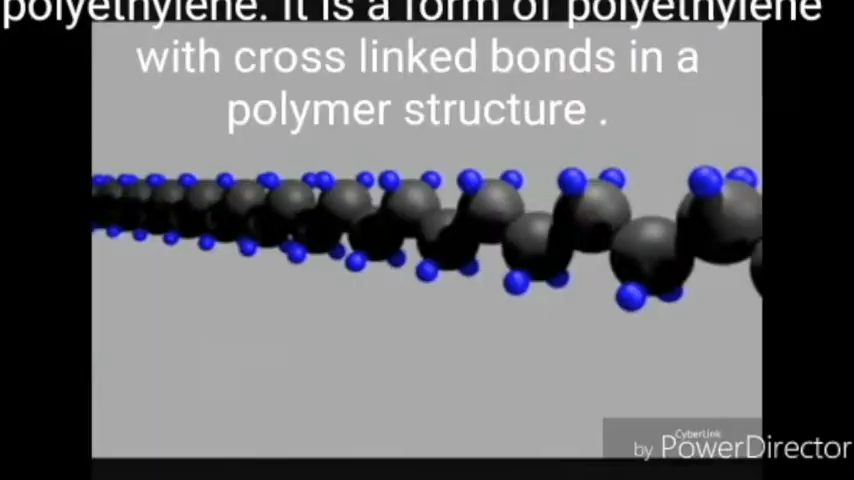 polyethylene. It is a form of polyethylene
with cross linked bonds in a
polymer structure .
CyberLink
by PowerDirector